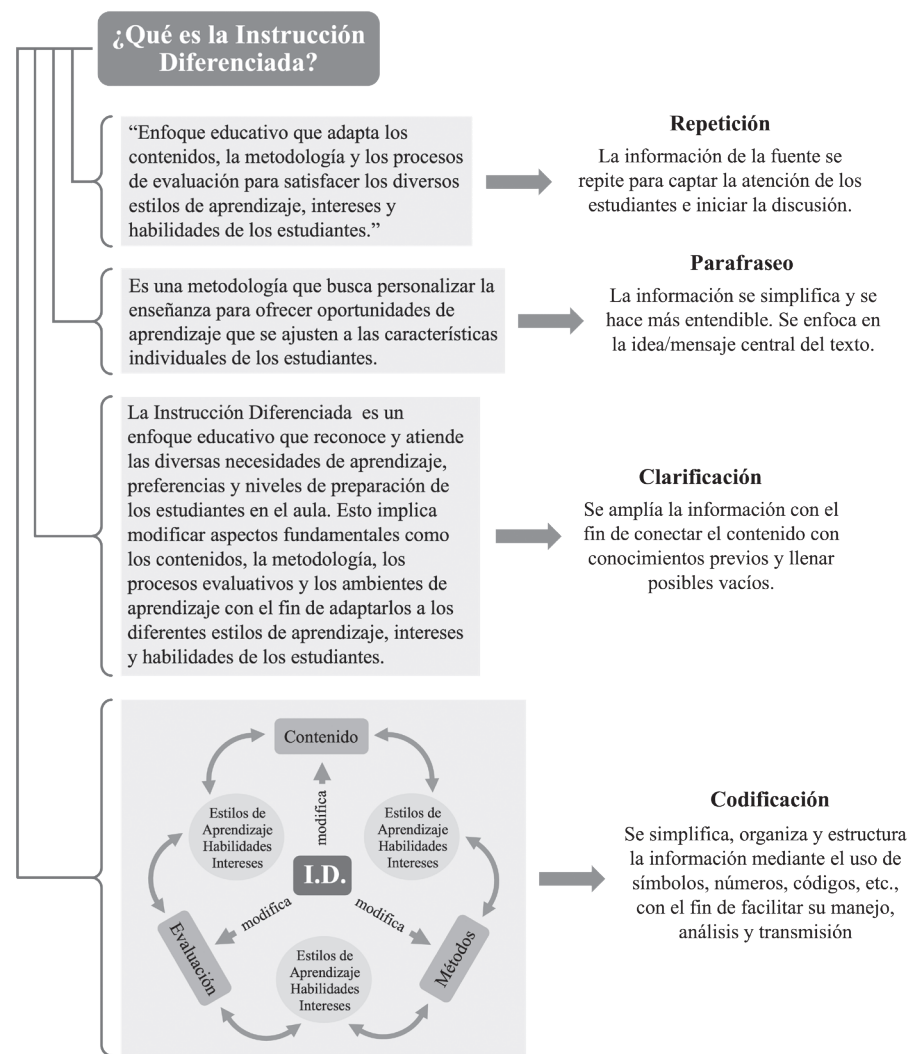 ¿Qué es la Instrucción
Diferenciada?
“Enfoque educativo que adapta los
contenidos, la metodología y los procesos
de evaluación para satisfacer los diversos
estilos de aprendizaje, intereses y
habilidades de los estudiantes.”
Repetición
La información de la fuente se
repite para captar la atención de los
estudiantes e iniciar la discusión.
Es una metodología que busca personalizar la
enseñanza para ofrecer oportunidades de
aprendizaje que se ajusten a las características
individuales de los estudiantes.
Parafraseo
La información se simplifica y se
hace más entendible. Se enfoca en
la idea/mensaje central del texto.
La Instrucción Diferenciada es un
enfoque educativo que reconoce y atiende
las diversas necesidades de aprendizaje,
preferencias y niveles de preparación de
los estudiantes en el aula. Esto implica
modificar aspectos fundamentales como
los contenidos, la metodología, los
procesos evaluativos y los ambientes de
aprendizaje con el fin de adaptarlos a los
diferentes estilos de aprendizaje, intereses
y habilidades de los estudiantes.
Clarificación
Se amplía la información con el
fin de conectar el contenido con
conocimientos previos y llenar
posibles vacíos.
Contenido
Estilos de
Aprendizaje
Habilidades
Intereses
modifica
Estilos de
Aprendizaje
Habilidades
Intereses
I.D.
modifica
modifica
Evaluación
Estilos de
Aprendizaje
Habilidades
Intereses
Métodos
Codificación
Se simplifica, organiza y estructura
la información mediante el uso de
símbolos, números, códigos, etc.,
con el fin de facilitar su manejo,
análisis y transmisión